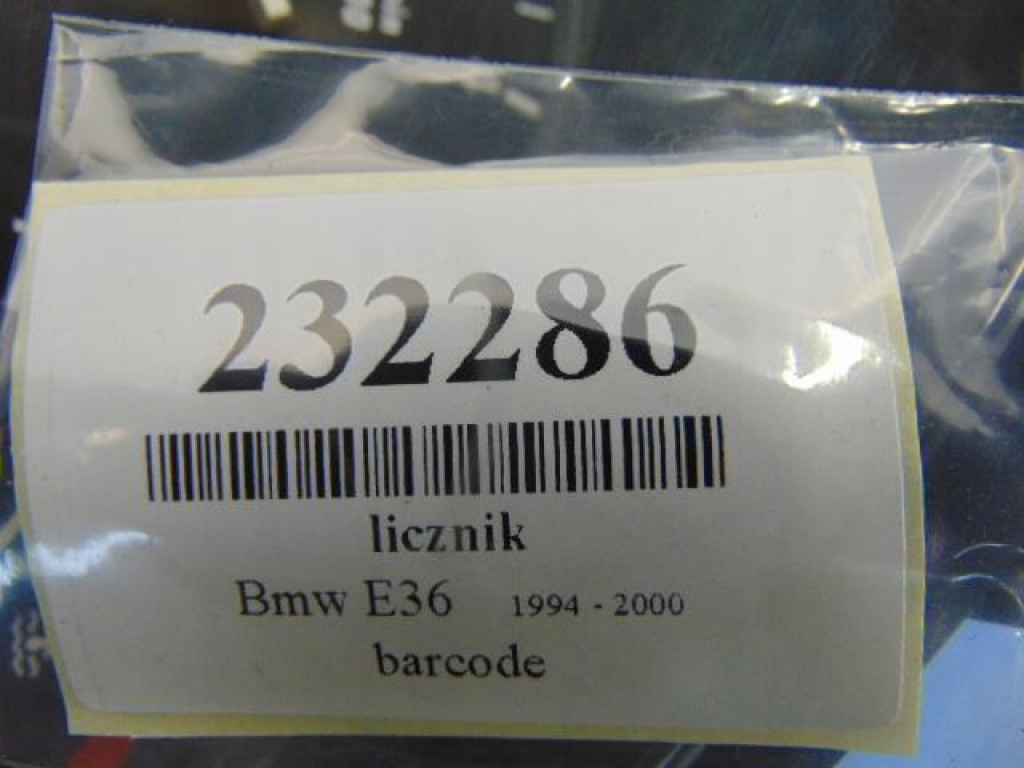 232286
licznik
Bmw E36 1994 - 2000
barcode